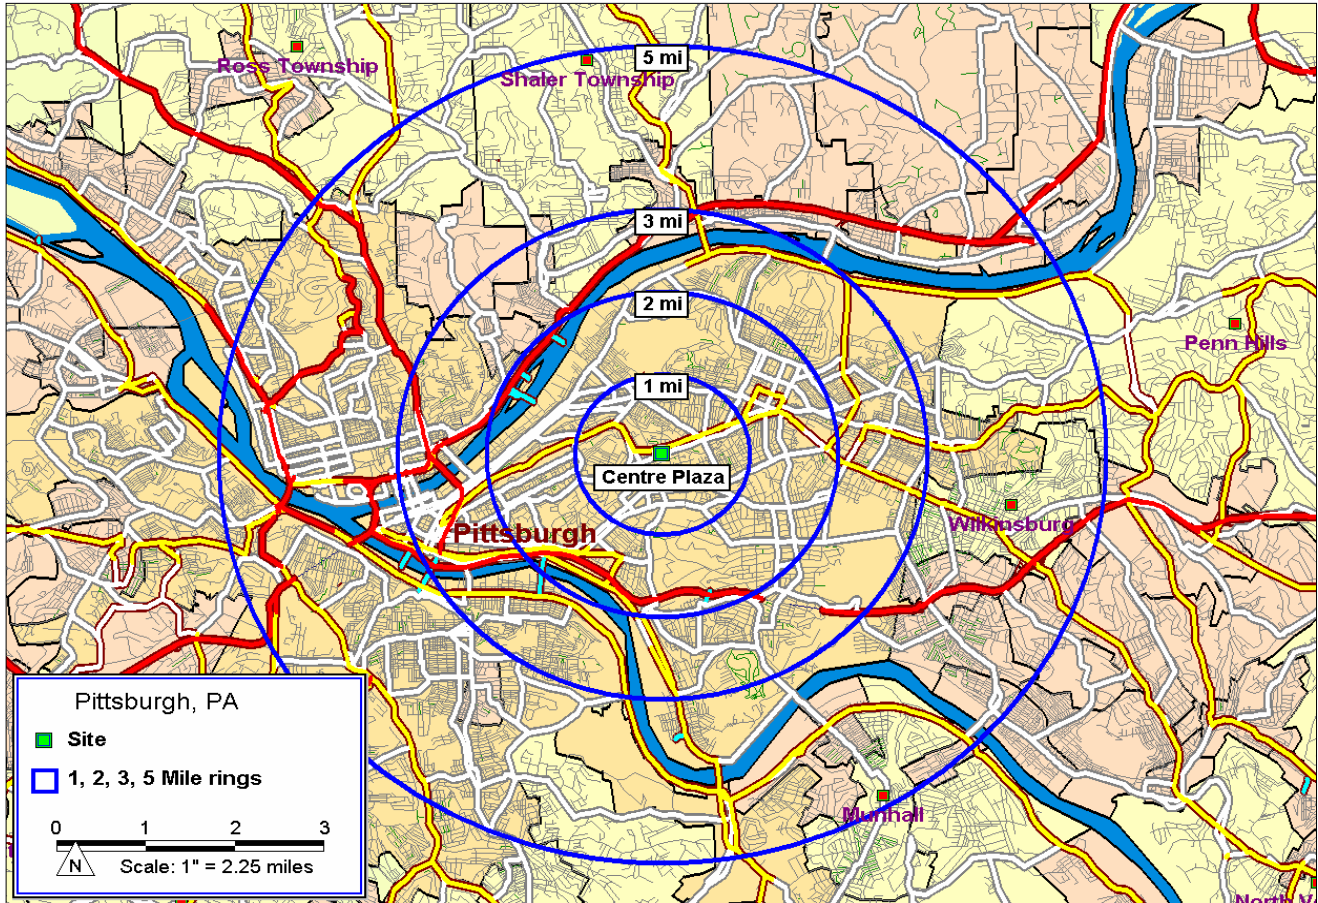 5 mi
Ross Township
Shaler Township
3 mi
2 mi
Penn Hills
1 mi
Centre Plaza
Wilkinsburg
Pittsburgh
Pittsburgh, PA
Site
1, 2, 3, 5 Mile rings
0 1 2 3
N
Scale: 1" = 2.25 miles
Munhall
North V